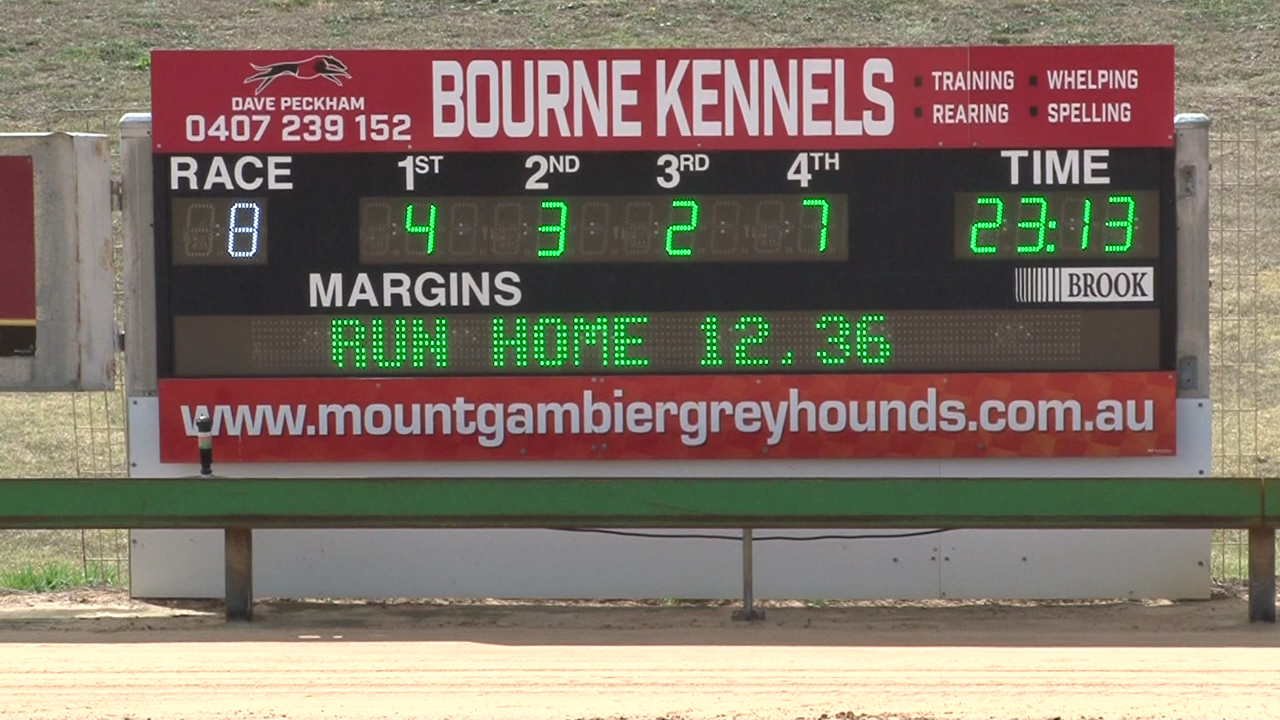 DAVE PECKHAM
0407 239 152
BOURNE KENNELS
TRAINING
WHELPING
REARING
SPELLING
RACE 1ST 2ND 3RD 4TH TIME
8 4 3 2 7 23:13
MARGINS
BROOK
RUN HOME 12.36
www.mountgambiergreyhounds.com.au